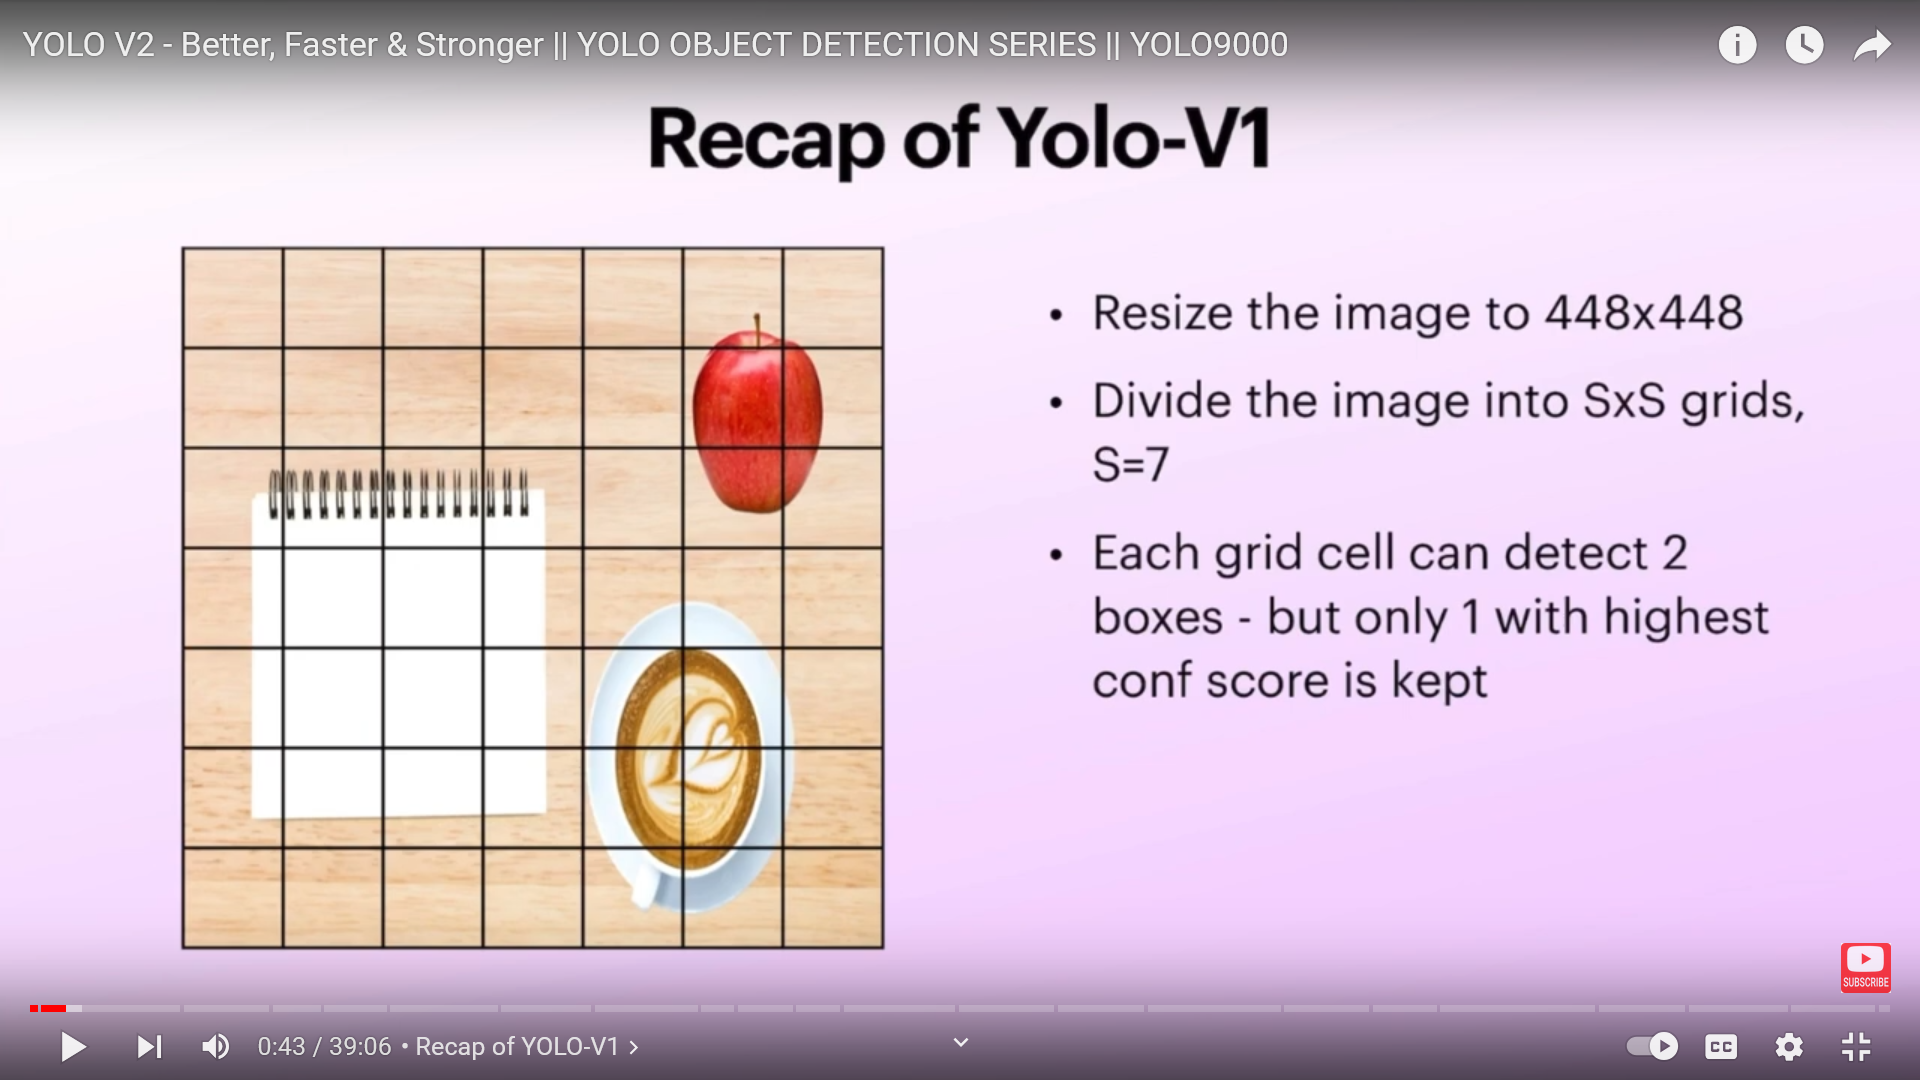 YOLO V2 - Better, Faster & Stronger || YOLO OBJECT DETECTION SERIES || YOLO9000
Recap of Yolo-V1
• Resize the image to 448x448
• Divide the image into SxS grids,
S=7
• Each grid cell can detect 2
boxes - but only 1 with highest
conf score is kept
SUBSCRIBE
0:43 / 39:06 • Recap of YOLO-V1 >
CC